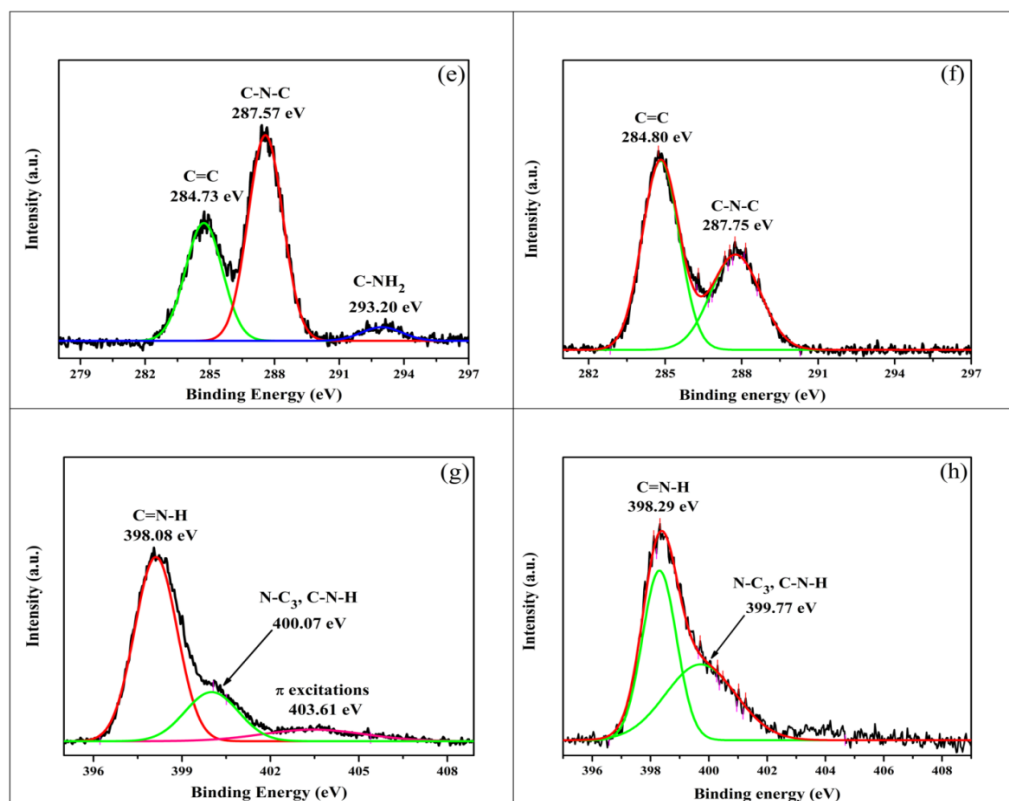 (e)
C-N-C
287.57 eV
C=C
284.73 eV
C-NH2
293.20 eV
Intensity (a.u.)
279 282 285 288 291 294 297
Binding Energy (eV)
(f)
C=C
284.80 eV
C-N-C
287.75 eV
Intensity (a.u.)
282 285 288 291 294 297
Binding energy (eV)
(g)
C=N-H
398.08 eV
N-C3, C-N-H
400.07 eV
π excitations
403.61 eV
Intensity (a.u.)
396 399 402 405 408
Binding Energy (eV)
(h)
C=N-H
398.29 eV
N-C3, C-N-H
399.77 eV
Intensity (a.u.)
396 398 400 402 404 406 408
Binding energy (eV)